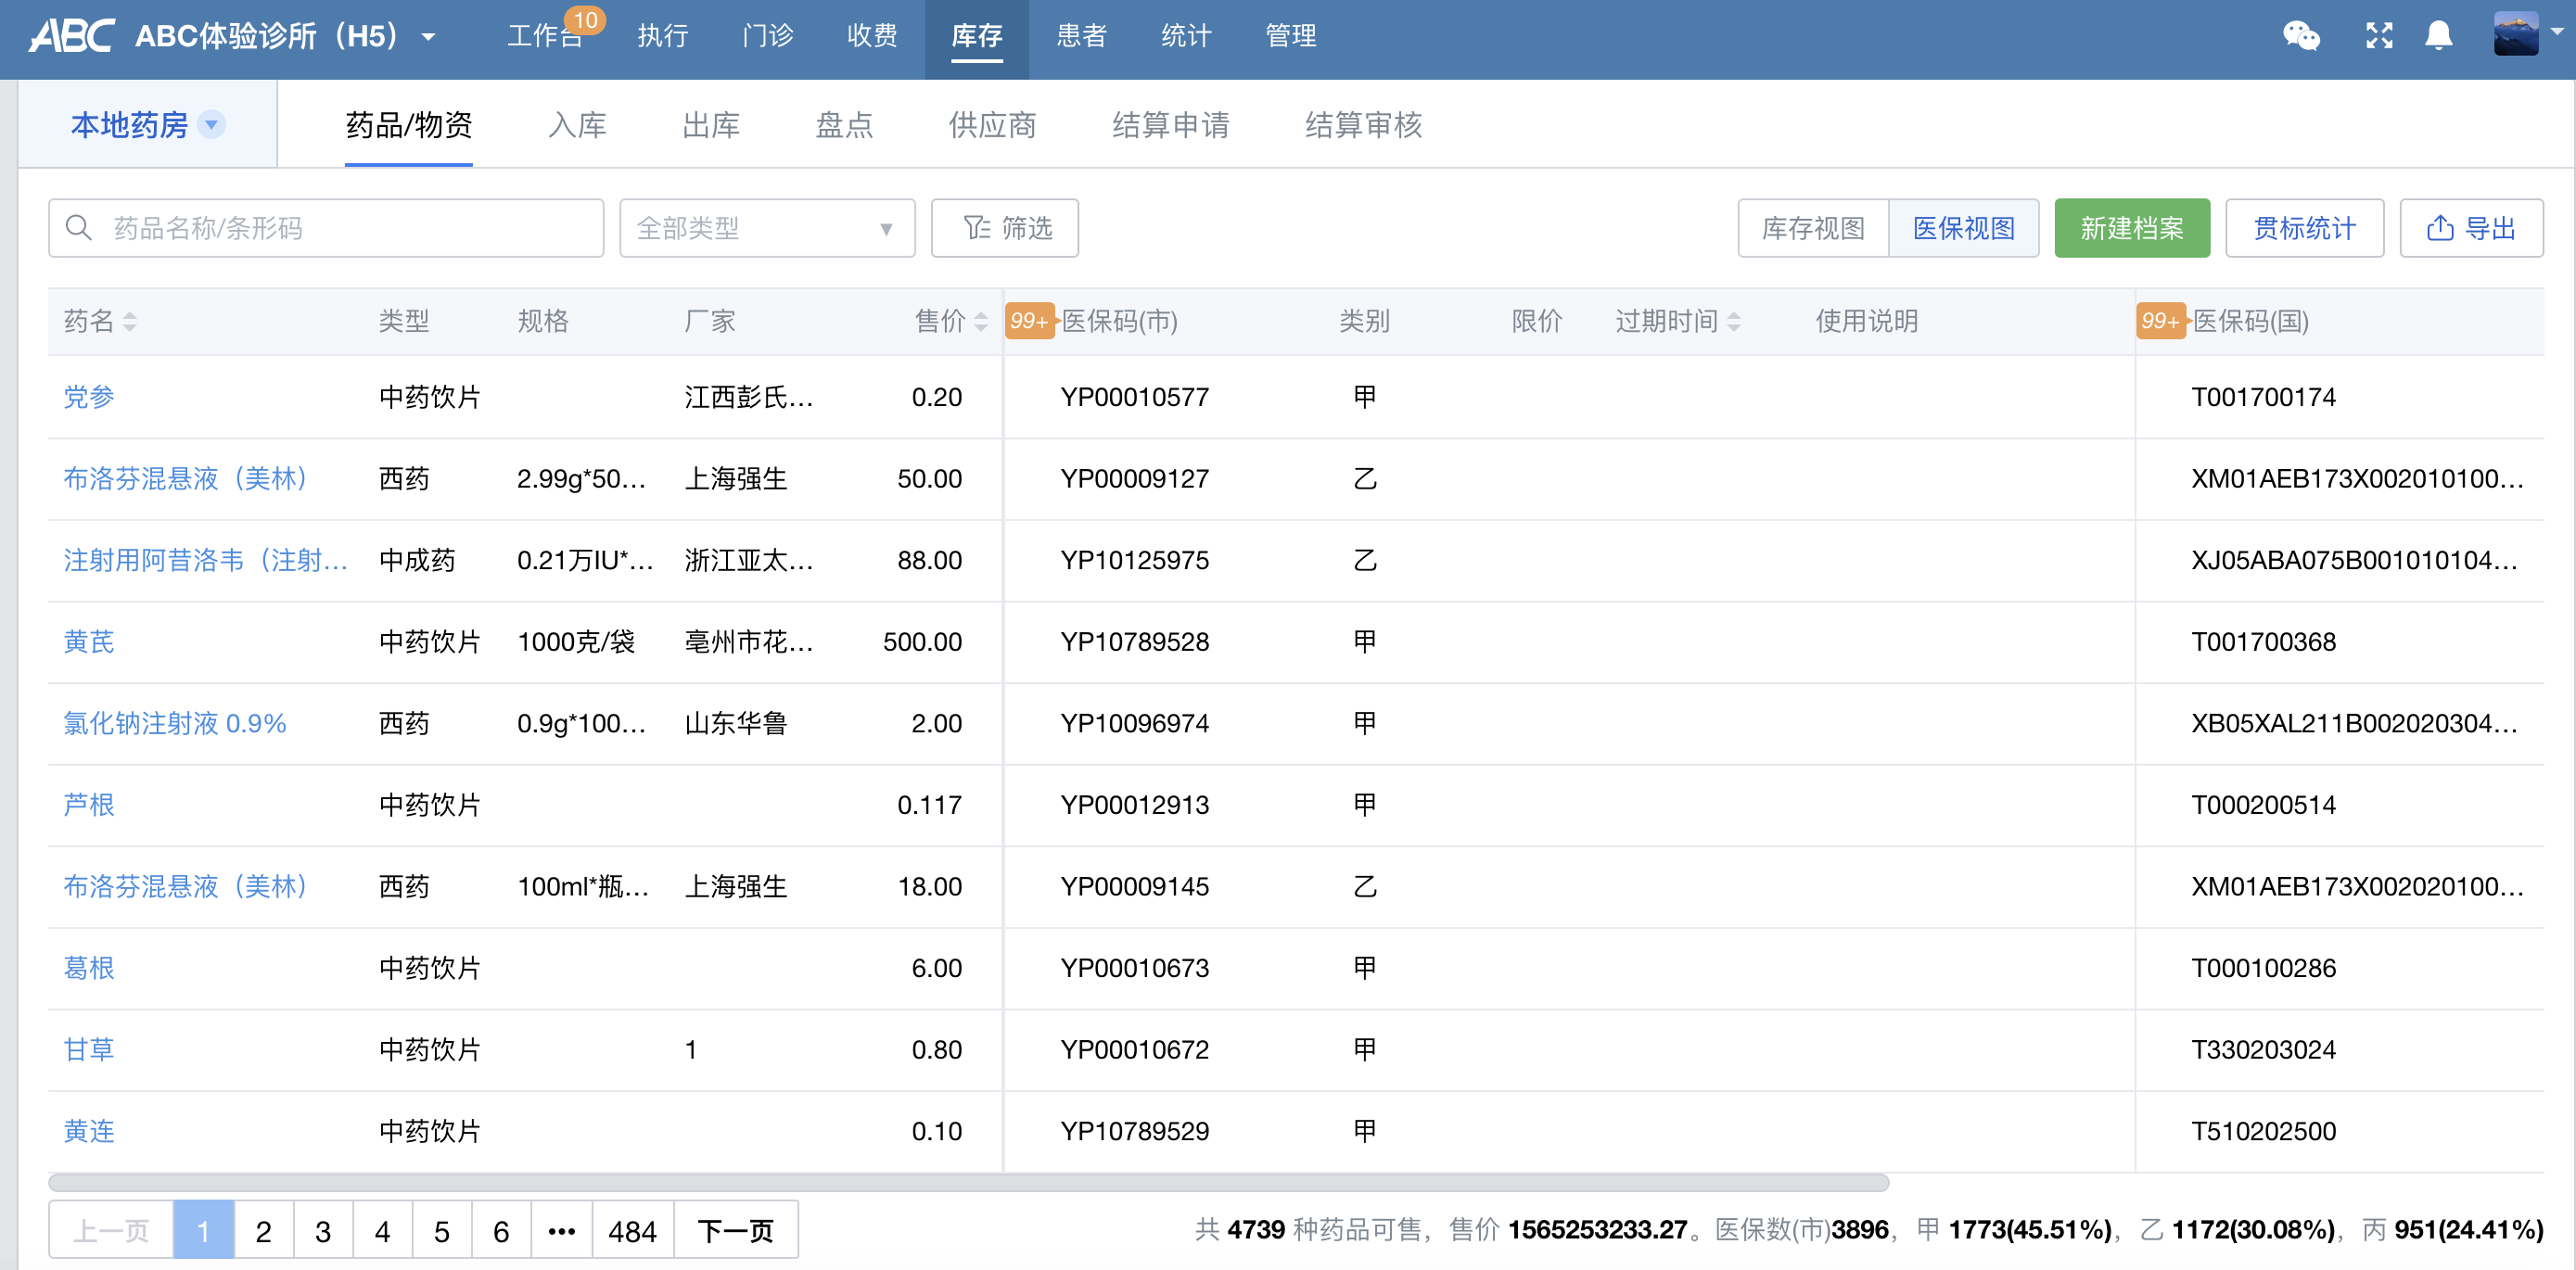 ABC ABC体验诊所（H5） 工作台 10 执行 门诊 收费 库存 患者 统计 管理
本地药房 药品/物资 入库 出库 盘点 供应商 结算申请 结算审核
药品名称/条形码 全部类型 筛选 库存视图 医保视图 新建档案 贯标统计 导出
药名 类型 规格 厂家 售价 99+ 医保码(市) 类别 限价 过期时间 使用说明 99+ 医保码(国)
党参 中药饮片 江西彭氏... 0.20 YP00010577 甲 T001700174
布洛芬混悬液（美林） 西药 2.99g*50... 上海强生 50.00 YP00009127 乙 XM01AEB173X002010100...
注射用阿昔洛韦（注射... 中成药 0.21万IU*... 浙江亚太... 88.00 YP10125975 乙 XJ05ABA075B001010104...
黄芪 中药饮片 1000克/袋 亳州市花... 500.00 YP10789528 甲 T001700368
氯化钠注射液 0.9% 西药 0.9g*100... 山东华鲁 2.00 YP10096974 甲 XB05XAL211B002020304...
芦根 中药饮片 0.117 YP00012913 甲 T000200514
布洛芬混悬液（美林） 西药 100ml*瓶... 上海强生 18.00 YP00009145 乙 XM01AEB173X002020100...
葛根 中药饮片 6.00 YP00010673 甲 T000100286
甘草 中药饮片 1 0.80 YP00010672 甲 T330203024
黄连 中药饮片 0.10 YP10789529 甲 T510202500
上一页 1 2 3 4 5 6 ••• 484 下一页 共 4739 种药品可售，售价 1565253233.27。医保数(市)3896，甲 1773(45.51%)，乙 1172(30.08%)，丙 951(24.41%)